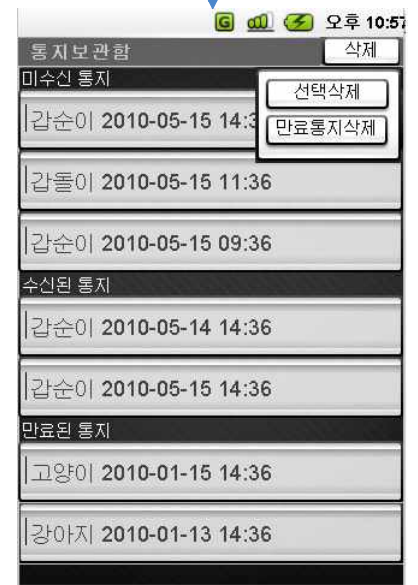 G 오후 10:57
통지보관함 삭제
미수신 통지
선택삭제
갑순이 2010-05-15 14:3
만료통지삭제
갑돌이 2010-05-15 11:36
갑순이 2010-05-15 09:36
수신된 통지
갑순이 2010-05-14 14:36
갑순이 2010-05-15 14:36
만료된 통지
고양이 2010-01-15 14:36
강아지 2010-01-13 14:36